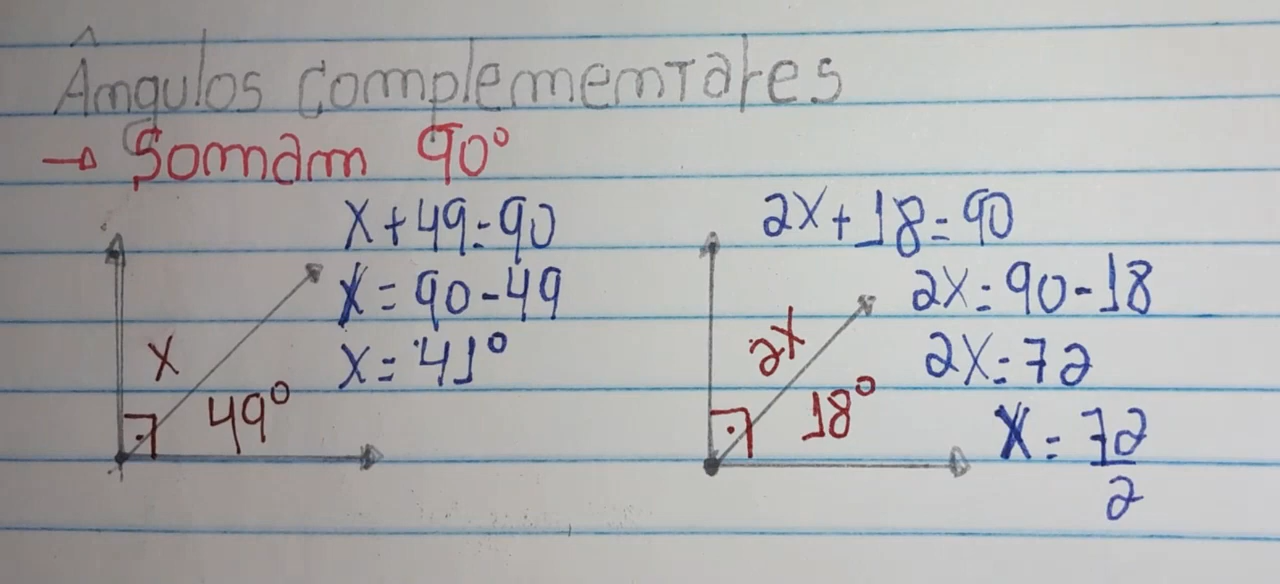 Ângulos complementares
→ Somam 90°
x + 49 = 90
x = 90 - 49
x = 41°
x
49°
2x + 18 = 90
2x = 90 - 18
2x = 72
x = 72
2
2x
18°